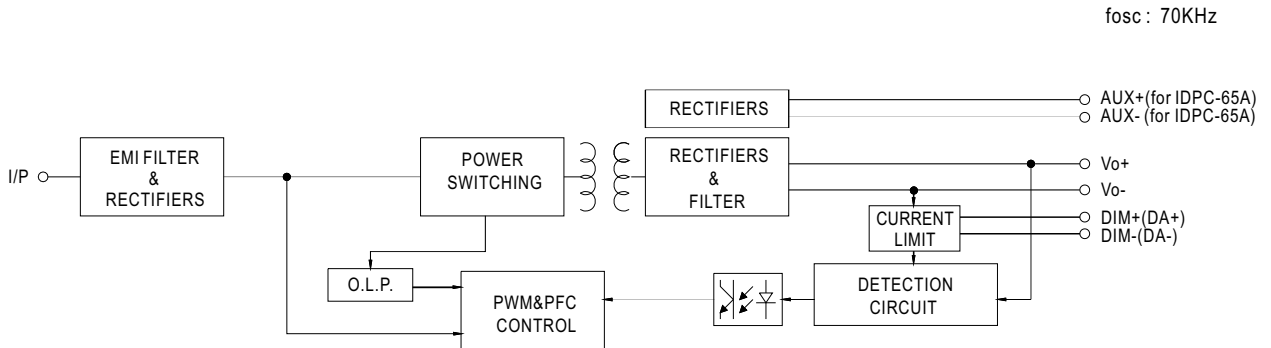 fosc : 70KHz
RECTIFIERS
AUX+(for IDPC-65A)
AUX- (for IDPC-65A)
I/P
EMI FILTER
&
RECTIFIERS
POWER
SWITCHING
RECTIFIERS
&
FILTER
Vo+
Vo-
CURRENT
LIMIT
DIM+(DA+)
DIM-(DA-)
O.L.P.
PWM&PFC
CONTROL
DETECTION
CIRCUIT